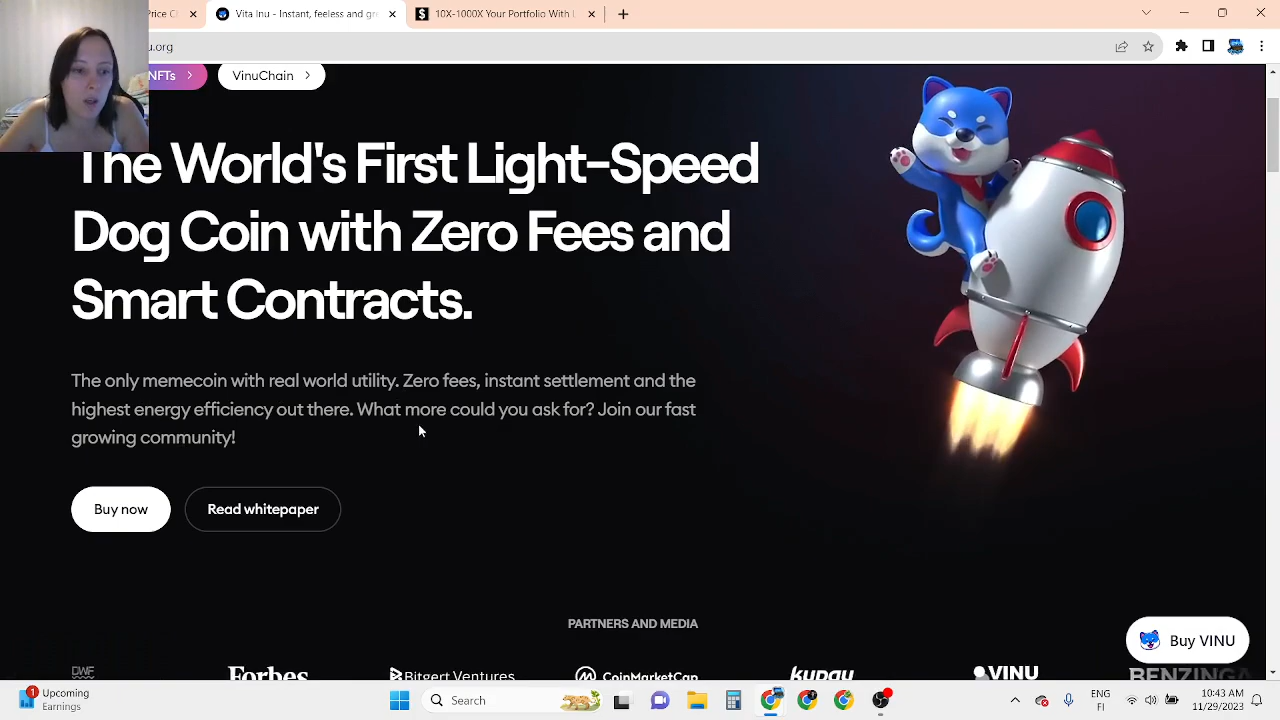 rice C
Vita Inu - Instant, feeless and gr
10X-1000X Your Portfolio With
u.org
NFTs
VinuChain
The World's First Light-Speed
Dog Coin with Zero Fees and
Smart Contracts.
The only memecoin with real world utility. Zero fees, instant settlement and the
highest energy efficiency out there. What more could you ask for? Join our fast
growing community!
Buy now
Read whitepaper
PARTNERS AND MEDIA
Buy VINU
DWF
Forbes
Bitgert Ventures
CoinMarketCap
VINU
BENZINGA
1
Upcoming
Earnings
Search
ENG
FI
10:43 AM
11/29/2023